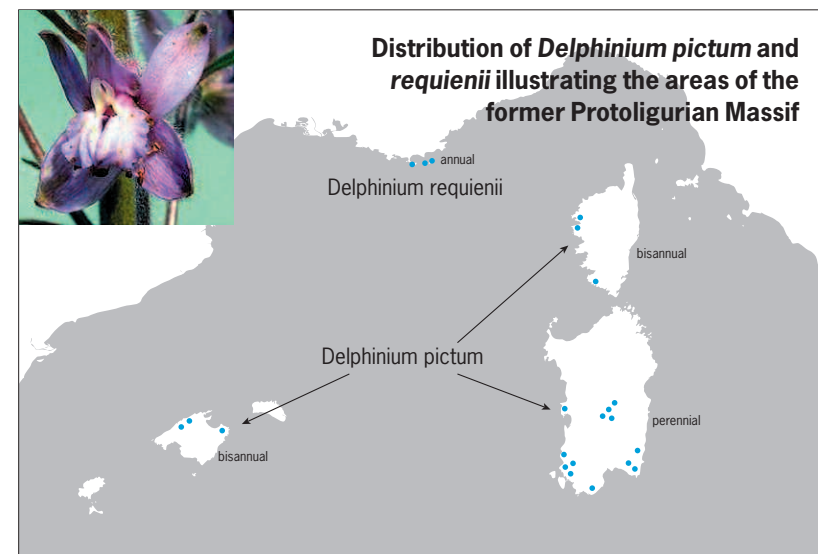 Distribution of Delphinium pictum and
requienii illustrating the areas of the
former Protoligurian Massif
annual
Delphinium requienii
bisannual
Delphinium pictum
perennial
bisannual